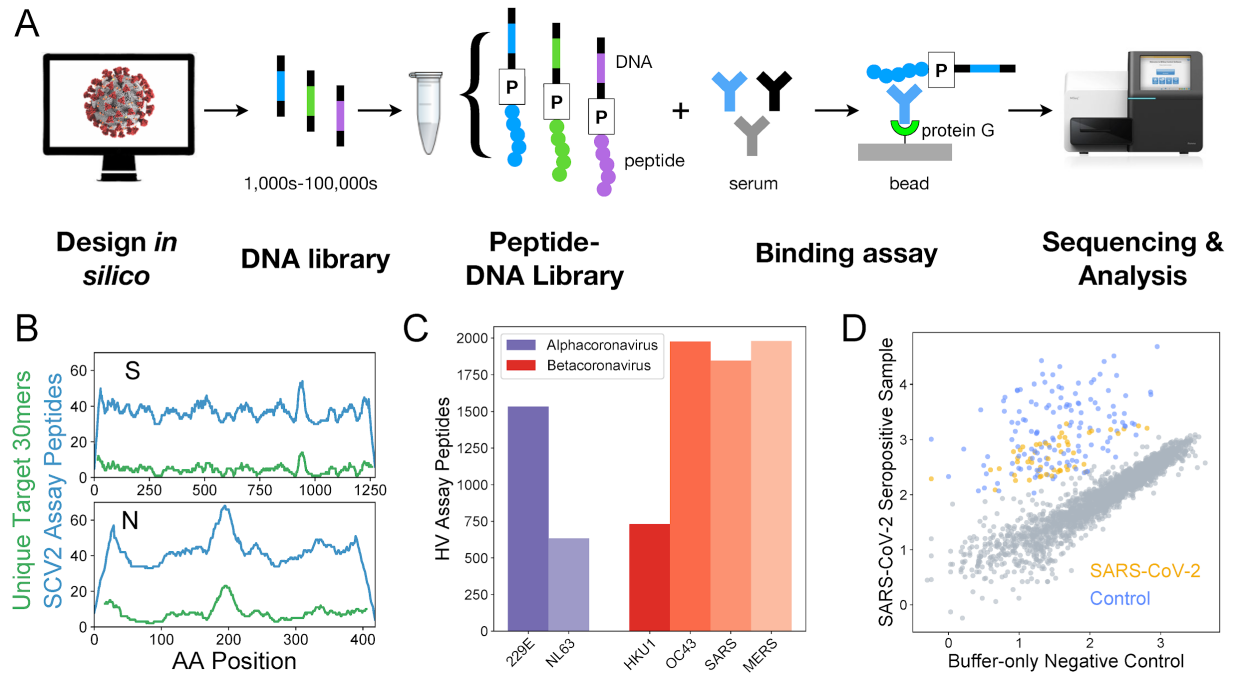 A
DNA
P
P
P
peptide
+
P
protein G
1,000s-100,000s
serum
bead
Design in
silico
DNA library
Peptide-
DNA Library
Binding assay
Sequencing &
Analysis
B
Unique Target 30mers
SCV2 Assay Peptides
S
60
40
20
0
0
250
500
750
1000
1250
N
60
40
20
0
0
100
200
300
400
AA Position
C
HV Assay Peptides
Alphacoronavirus
Betacoronavirus
2000
1750
1500
1250
1000
750
500
250
0
229E
NL63
HKU1
OC43
SARS
MERS
D
SARS-CoV-2 Seropositive Sample
4
3
2
1
0
SARS-CoV-2
Control
0
1
2
3
Buffer-only Negative Control